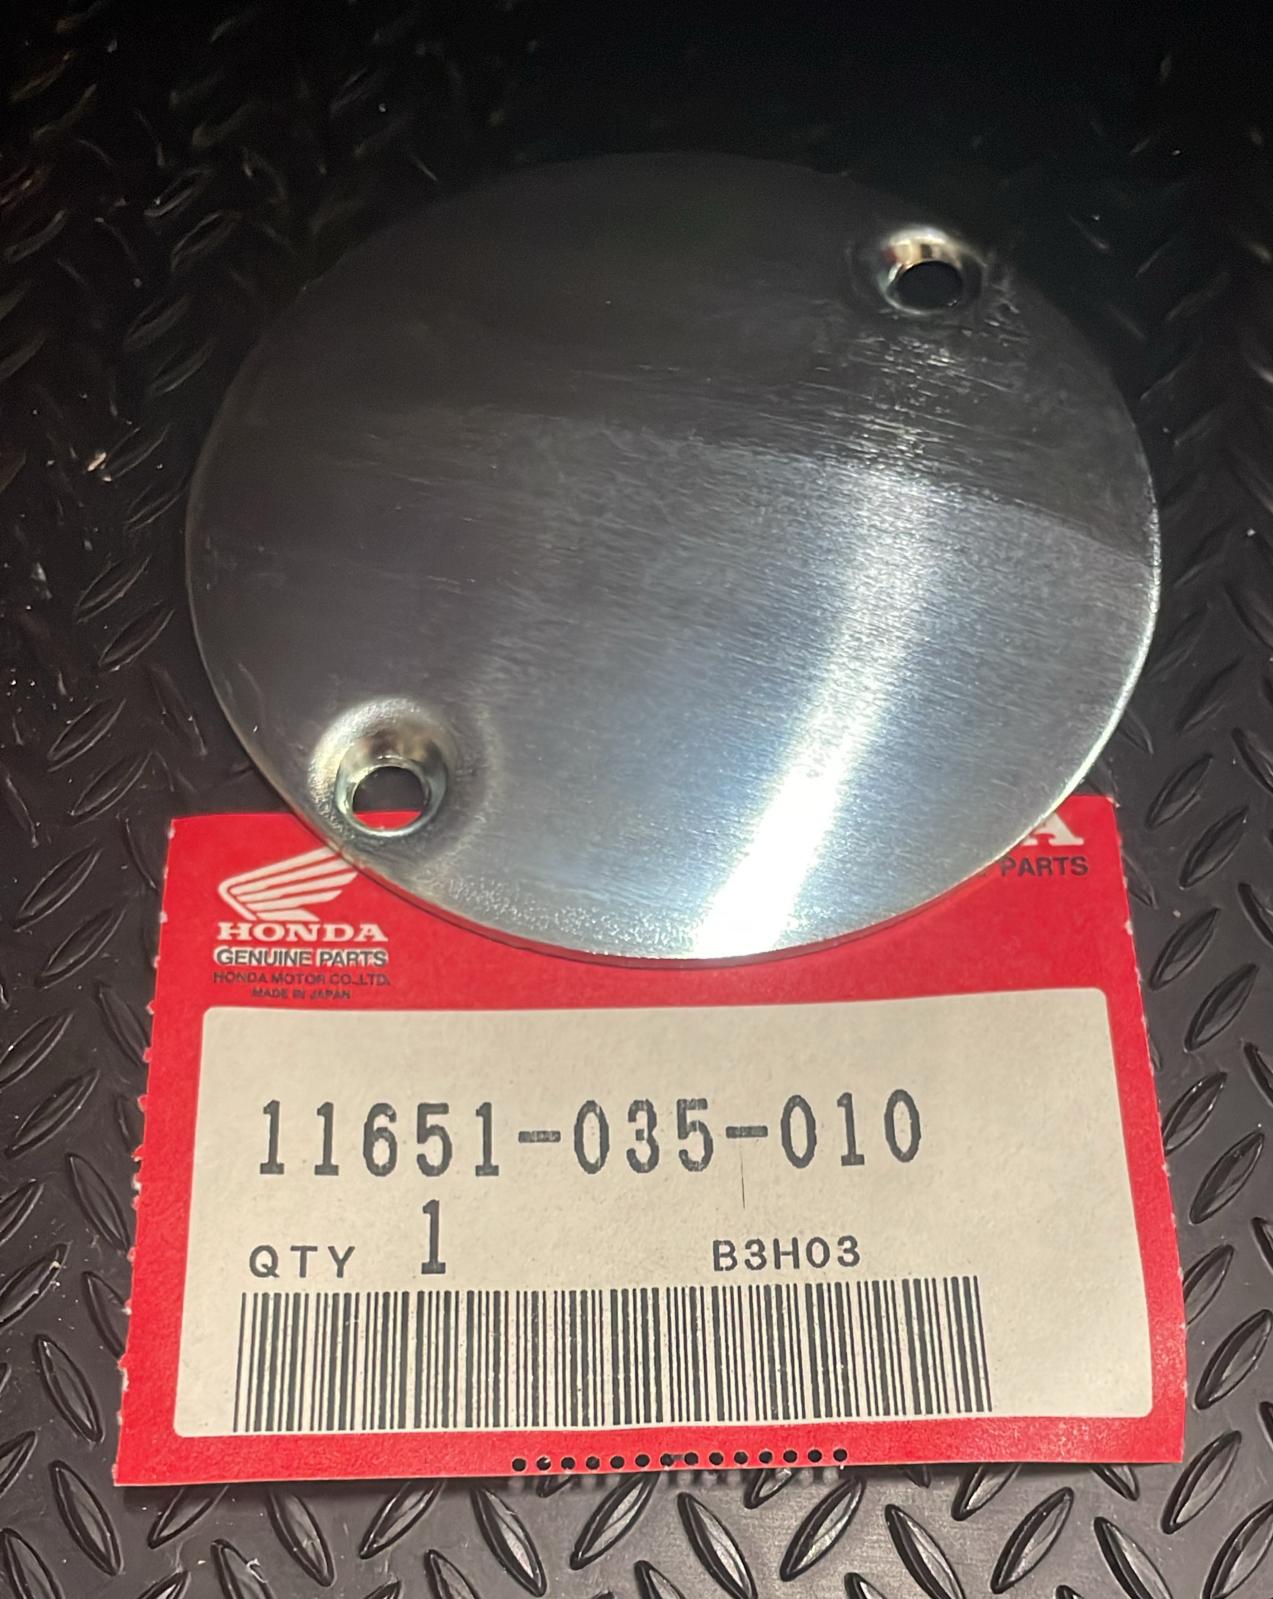 HONDA
GENUINE PARTS
HONDA MOTOR CO.,LTD.
MADE IN JAPAN
PARTS
11651-035-010
QTY 1 B3H03